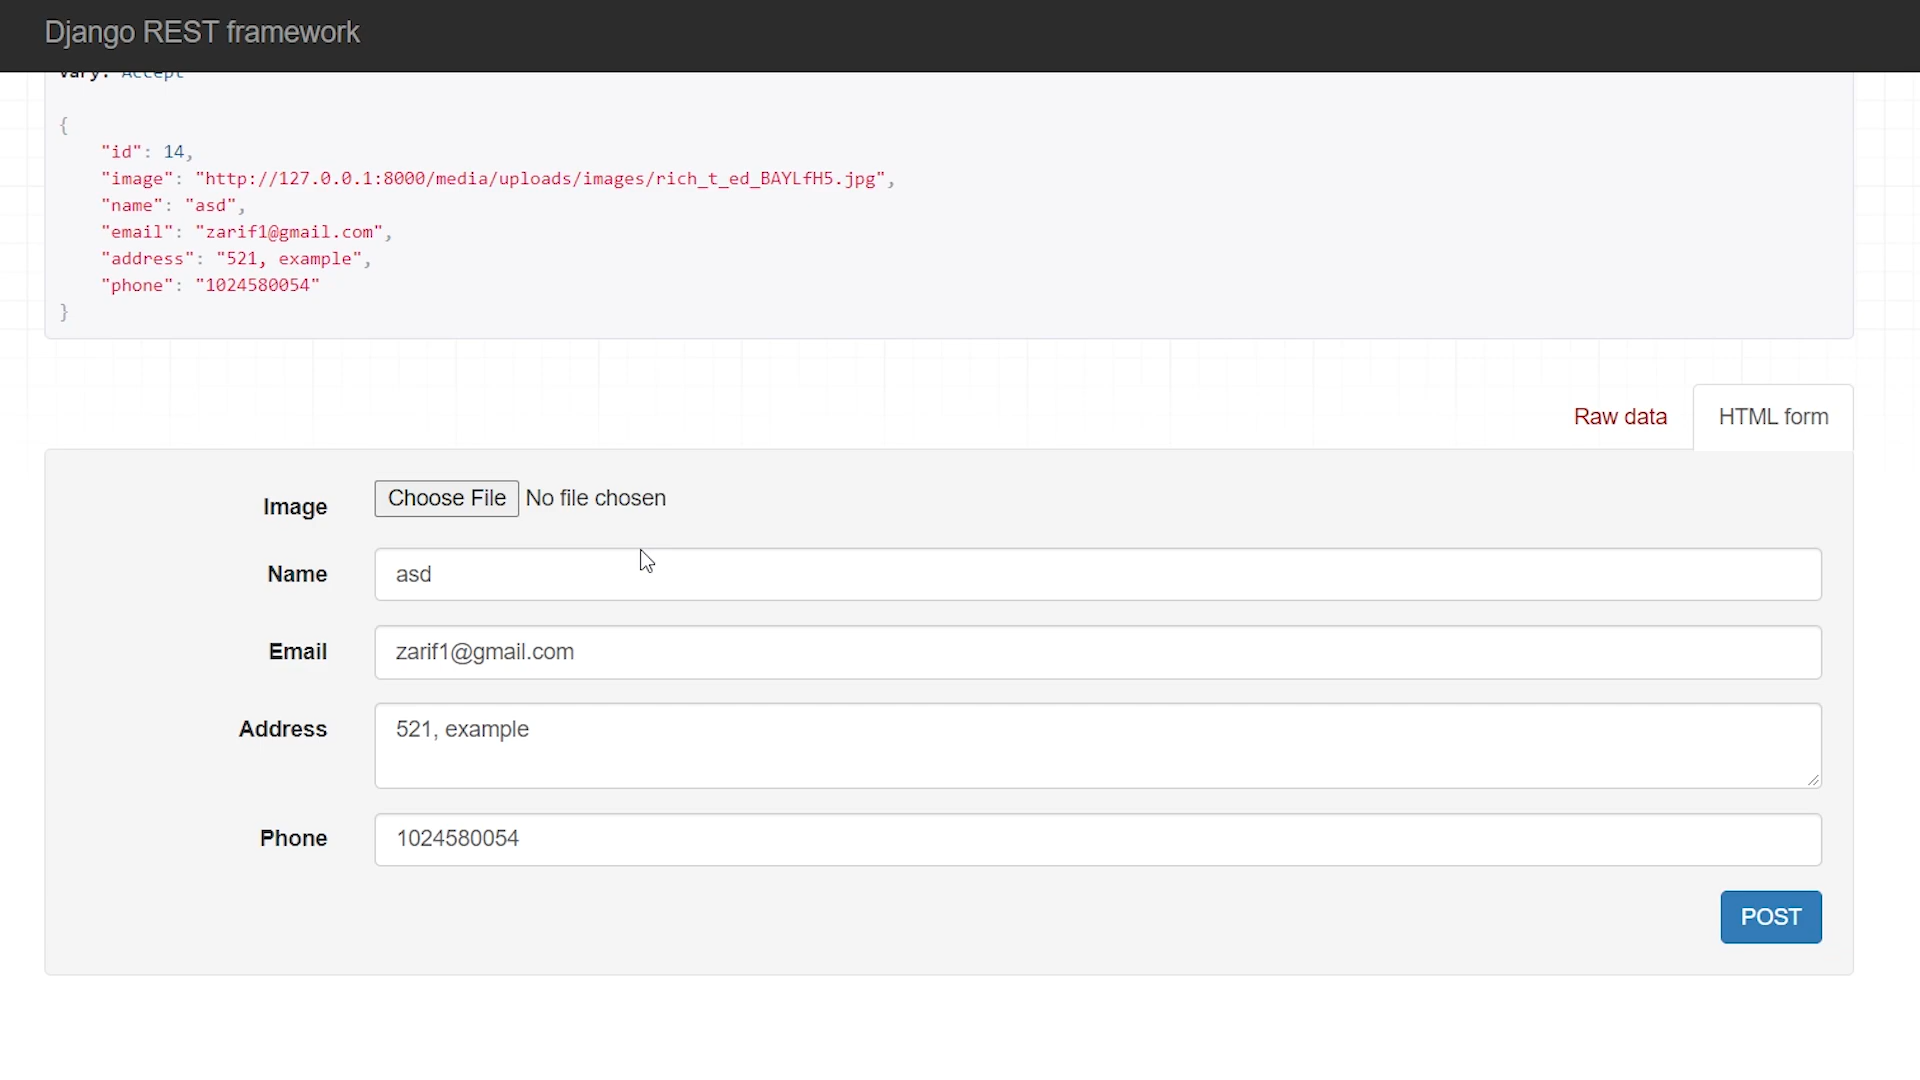 Django REST framework
Vary: Accept
{
"id": 14,
"image": "http://127.0.0.1:8000/media/uploads/images/rich_t_ed_BAYLfH5.jpg",
"name": "asd",
"email": "zarif1@gmail.com",
"address": "521, example",
"phone": "1024580054"
}
Raw data HTML form
Image Choose File No file chosen
Name asd
Email zarif1@gmail.com
Address 521, example
Phone 1024580054
POST